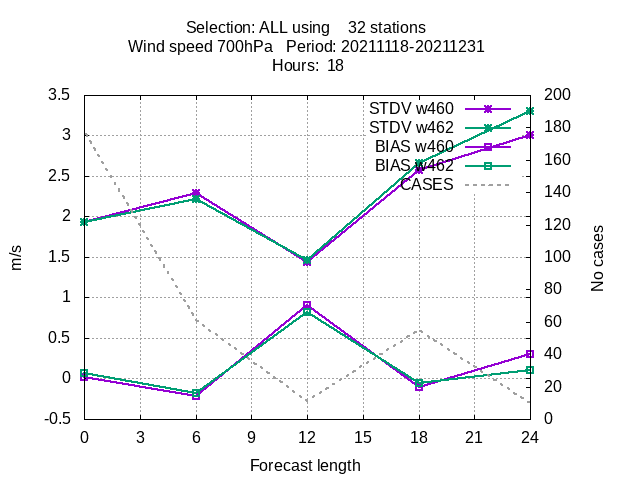 Selection: ALL using 32 stations
Wind speed 700hPa Period: 20211118-20211231
Hours: 18
3.5
3
2.5
2
1.5
1
0.5
0
-0.5
m/s
STDV w460
STDV w462
BIAS w460
BIAS w462
CASES
200
180
160
140
120
100
80
60
40
20
0
No cases
0 3 6 9 12 15 18 21 24
Forecast length